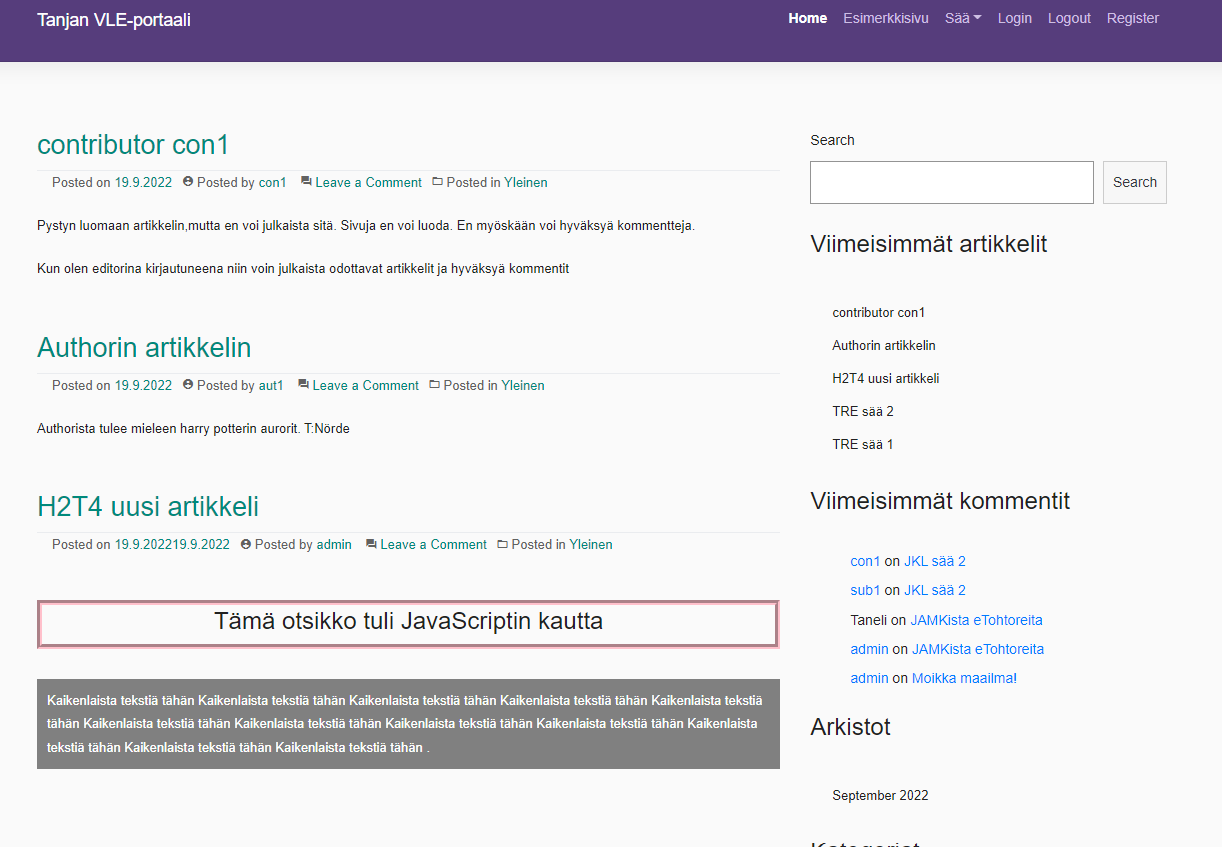 Tanjan VLE-portaali
Home Esimerkkisivu Sää Login Logout Register
contributor con1
Posted on 19.9.2022 Posted by con1 Leave a Comment Posted in Yleinen
Pystyn luomaan artikkelin,mutta en voi julkaista sitä. Sivuja en voi luoda. En myöskään voi hyväksyä kommentteja.
Kun olen editorina kirjautuneena niin voin julkaista odottavat artikkelit ja hyväksyä kommentit
Authorin artikkelin
Posted on 19.9.2022 Posted by aut1 Leave a Comment Posted in Yleinen
Authorista tulee mieleen harry potterin aurorit. T:Nörde
H2T4 uusi artikkeli
Posted on 19.9.202219.9.2022 Posted by admin Leave a Comment Posted in Yleinen
Tämä otsikko tuli JavaScriptin kautta
Kaikenlaista tekstiä tähän Kaikenlaista tekstiä tähän Kaikenlaista tekstiä tähän Kaikenlaista tekstiä tähän Kaikenlaista tekstiä
tähän Kaikenlaista tekstiä tähän Kaikenlaista tekstiä tähän Kaikenlaista tekstiä tähän Kaikenlaista tekstiä tähän Kaikenlaista
tekstiä tähän Kaikenlaista tekstiä tähän Kaikenlaista tekstiä tähän .
Search
Search
Viimeisimmät artikkelit
contributor con1
Authorin artikkelin
H2T4 uusi artikkeli
TRE sää 2
TRE sää 1
Viimeisimmät kommentit
con1 on JKL sää 2
sub1 on JKL sää 2
Taneli on JAMKista eTohtoreita
admin on JAMKista eTohtoreita
admin on Moikka maailma!
Arkistot
September 2022